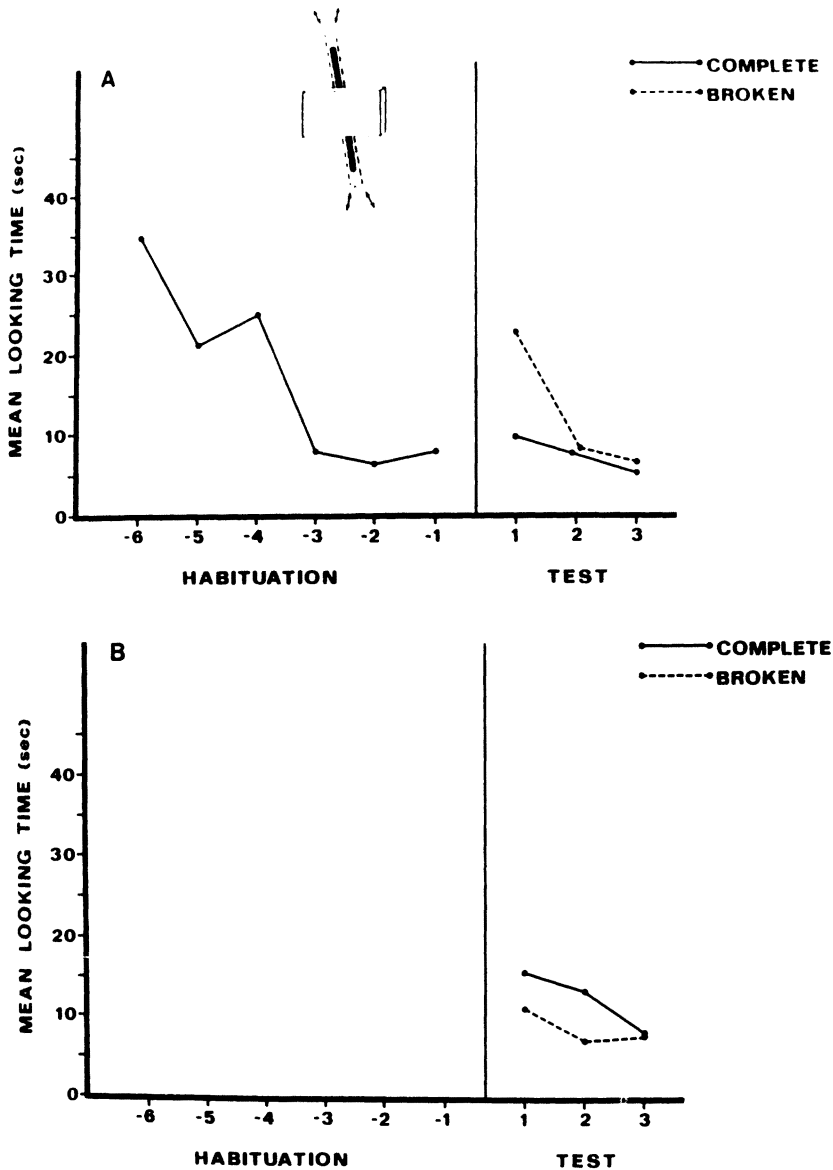 A
COMPLETE
BROKEN
MEAN LOOKING TIME (sec)
40
30
20
10
0
-6 -5 -4 -3 -2 -1 1 2 3
HABITUATION TEST
B
COMPLETE
BROKEN
MEAN LOOKING TIME (sec)
40
30
20
10
0
-6 -5 -4 -3 -2 -1 1 2 3
HABITUATION TEST